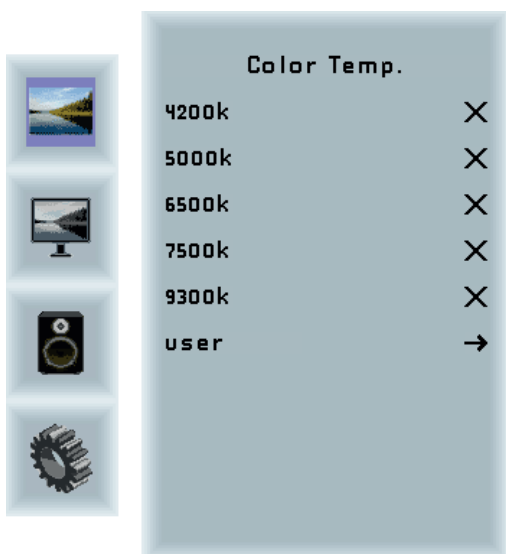 Color Temp.
4200k X
5000k X
6500k X
7500k X
9300k X
user →